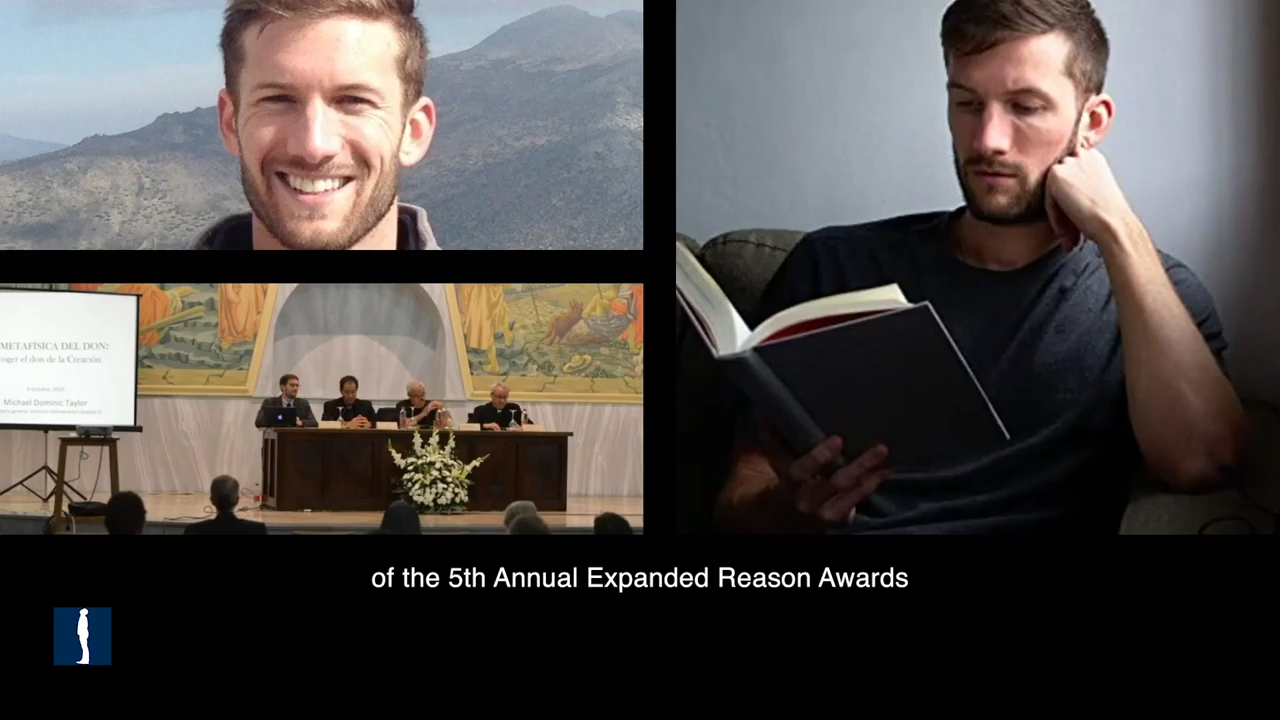 METAFÍSICA DEL DON:
oger el don de la Creación
Michael Dominic Taylor
of the 5th Annual Expanded Reason Awards